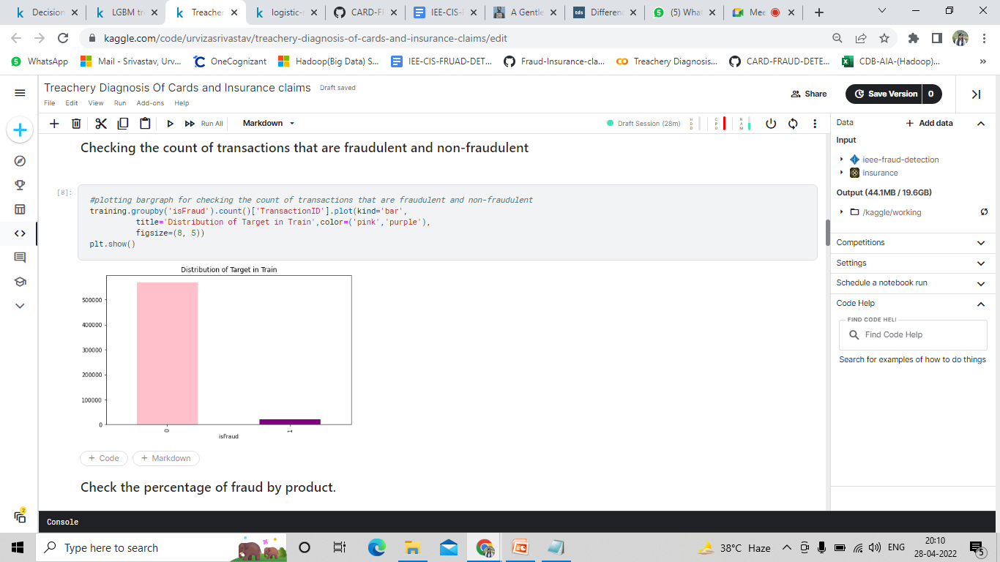 Decision
LGBM tr
Treacher
logistic-
CARD-F
IEE-CIS-
A Gentle
tds
Differen
(5) Wha
Mee
kaggle.com/code/urvizasrivastav/treachery-diagnosis-of-cards-and-insurance-claims/edit
WhatsApp
Mail - Srivastav, Urv...
OneCognizant
Hadoop(Big Data) S...
IEE-CIS-FRUAD-DET...
Fraud-Insurance-cla...
Treachery Diagnosis...
CARD-FRAUD-DETE...
CDB-AIA-(Hadoop)...
Treachery Diagnosis Of Cards and Insurance claims
Draft saved
File Edit View Run Add-ons Help
Share
Save Version 0
Run All
Markdown
Draft Session (28m)
HDD
CPU
RAM
Checking the count of transactions that are fraudulent and non-fraudulent
[8]:
#plotting bargraph for checking the count of transactions that are fraudulent and non-fraudulent
training.groupby('isFraud').count()['TransactionID'].plot(kind='bar',
title='Distribution of Target in Train',color=('pink','purple'),
figsize=(8, 5))
plt.show()
Distribution of Target in Train
500000
400000
300000
200000
100000
0
0
1
isFraud
+ Code
+ Markdown
Check the percentage of fraud by product.
Console
Data
+ Add data
Input
ieee-fraud-detection
insurance
Output (44.1MB / 19.6GB)
/kaggle/working
Competitions
Settings
Schedule a notebook run
Code Help
FIND CODE HEL
Find Code Help
Search for examples of how to do things
2
Type here to search
38°C Haze
ENG
20:10
28-04-2022
5